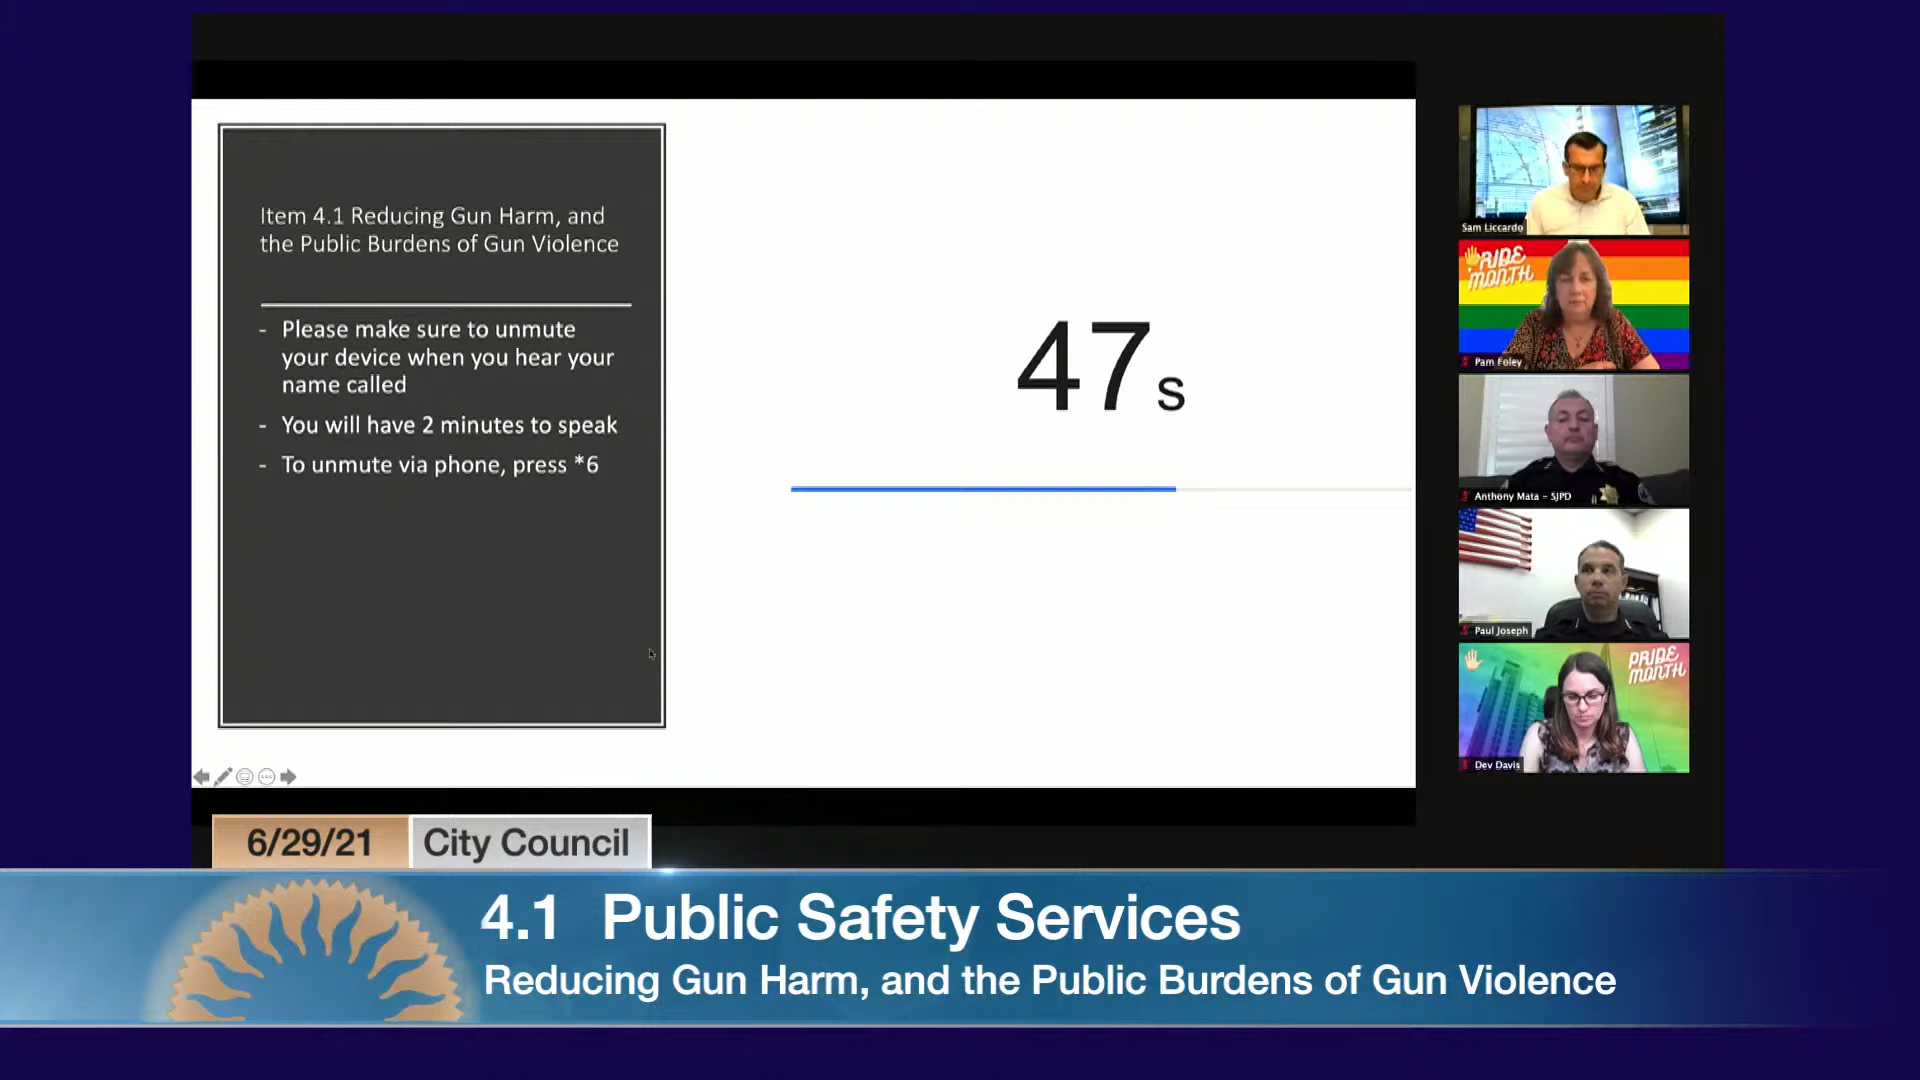 Item 4.1 Reducing Gun Harm, and
the Public Burdens of Gun Violence
- Please make sure to unmute
your device when you hear your
name called
- You will have 2 minutes to speak
- To unmute via phone, press *6
47s
Sam Liccardo
PRIDE
MONTH
Pam Foley
Anthony Mata - SJPD
Paul Joseph
PRIDE
MONTH
Dev Davis
6/29/21
City Council
4.1 Public Safety Services
Reducing Gun Harm, and the Public Burdens of Gun Violence